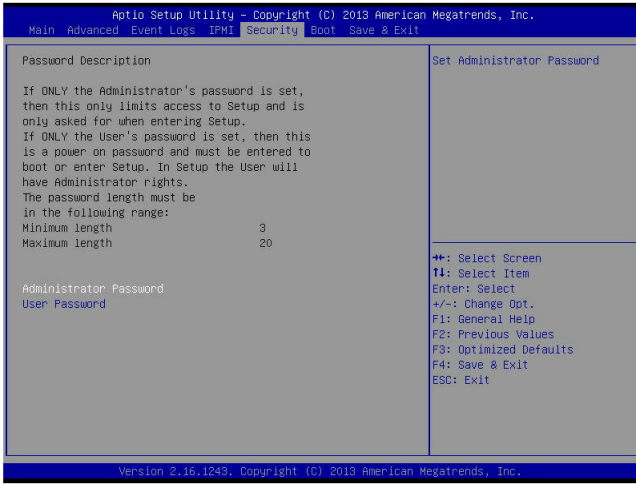 Aptio Setup Utility – Copyright (C) 2013 American Megatrends, Inc.
Main Advanced Event Logs IPMI Security Boot Save & Exit
Password Description
If ONLY the Administrator's password is set,
then this only limits access to Setup and is
only asked for when entering Setup.
If ONLY the User's password is set, then this
is a power on password and must be entered to
boot or enter Setup. In Setup the User will
have Administrator rights.
The password length must be
in the following range:
Minimum length 3
Maximum length 20
Administrator Password
User Password
Set Administrator Password
→←: Select Screen
↑↓: Select Item
Enter: Select
+/-: Change Opt.
F1: General Help
F2: Previous Values
F3: Optimized Defaults
F4: Save & Exit
ESC: Exit
Version 2.16.1243. Copyright (C) 2013 American Megatrends, Inc.